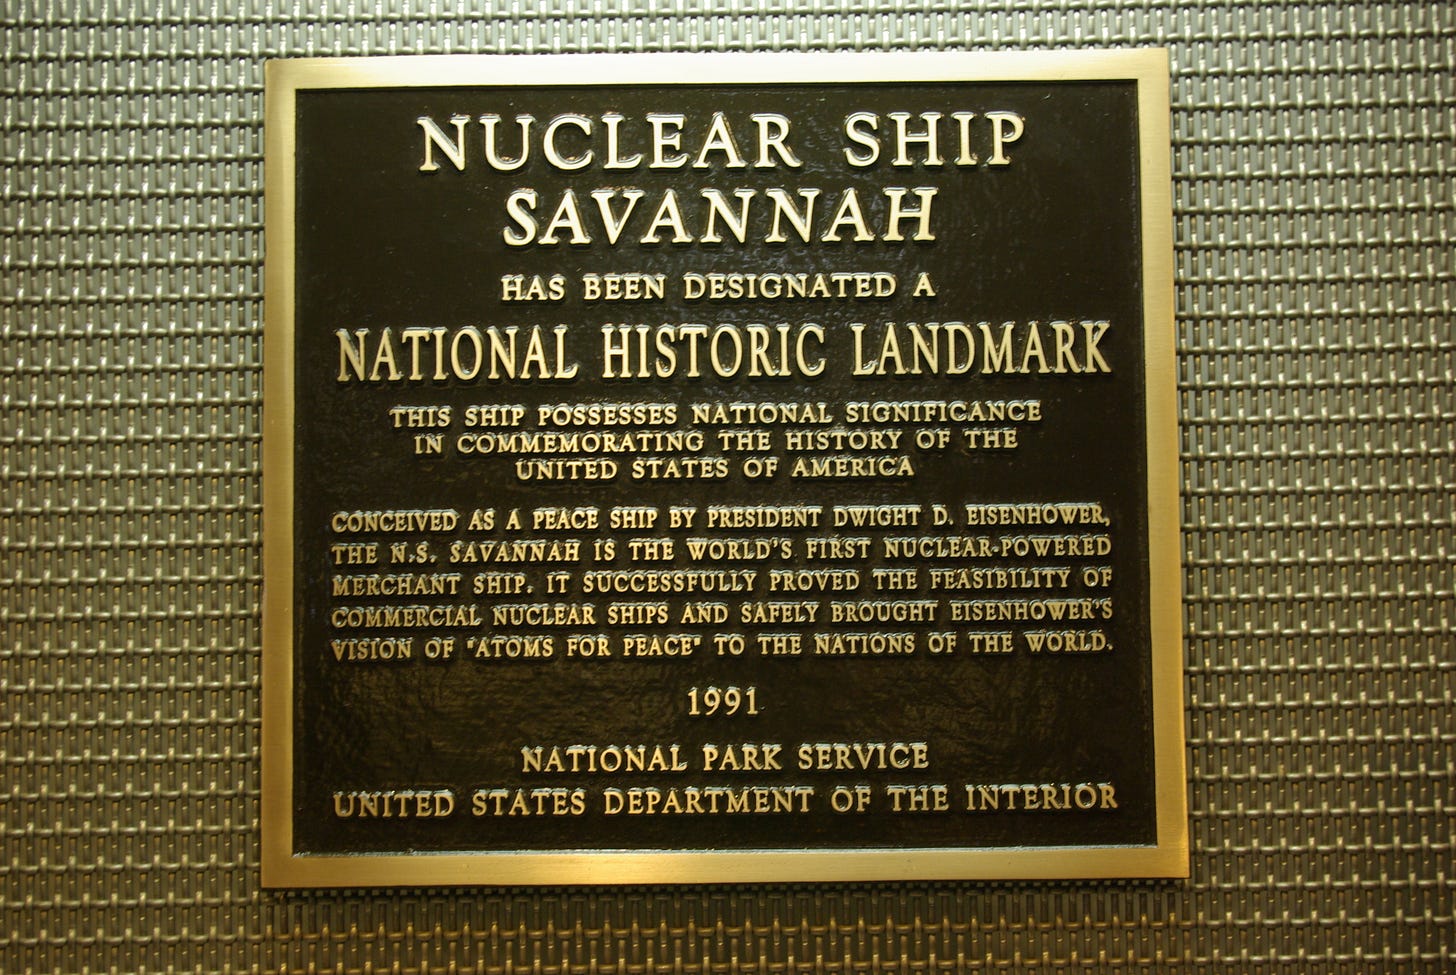 NUCLEAR SHIP
SAVANNAH
HAS BEEN DESIGNATED A
NATIONAL HISTORIC LANDMARK
THIS SHIP POSSESSES NATIONAL SIGNIFICANCE
IN COMMEMORATING THE HISTORY OF THE
UNITED STATES OF AMERICA
CONCEIVED AS A PEACE SHIP BY PRESIDENT DWIGHT D. EISENHOWER,
THE N.S. SAVANNAH IS THE WORLD'S FIRST NUCLEAR-POWERED
MERCHANT SHIP. IT SUCCESSFULLY PROVED THE FEASIBILITY OF
COMMERCIAL NUCLEAR SHIPS AND SAFELY BROUGHT EISENHOWER'S
VISION OF "ATOMS FOR PEACE" TO THE NATIONS OF THE WORLD.
1991
NATIONAL PARK SERVICE
UNITED STATES DEPARTMENT OF THE INTERIOR